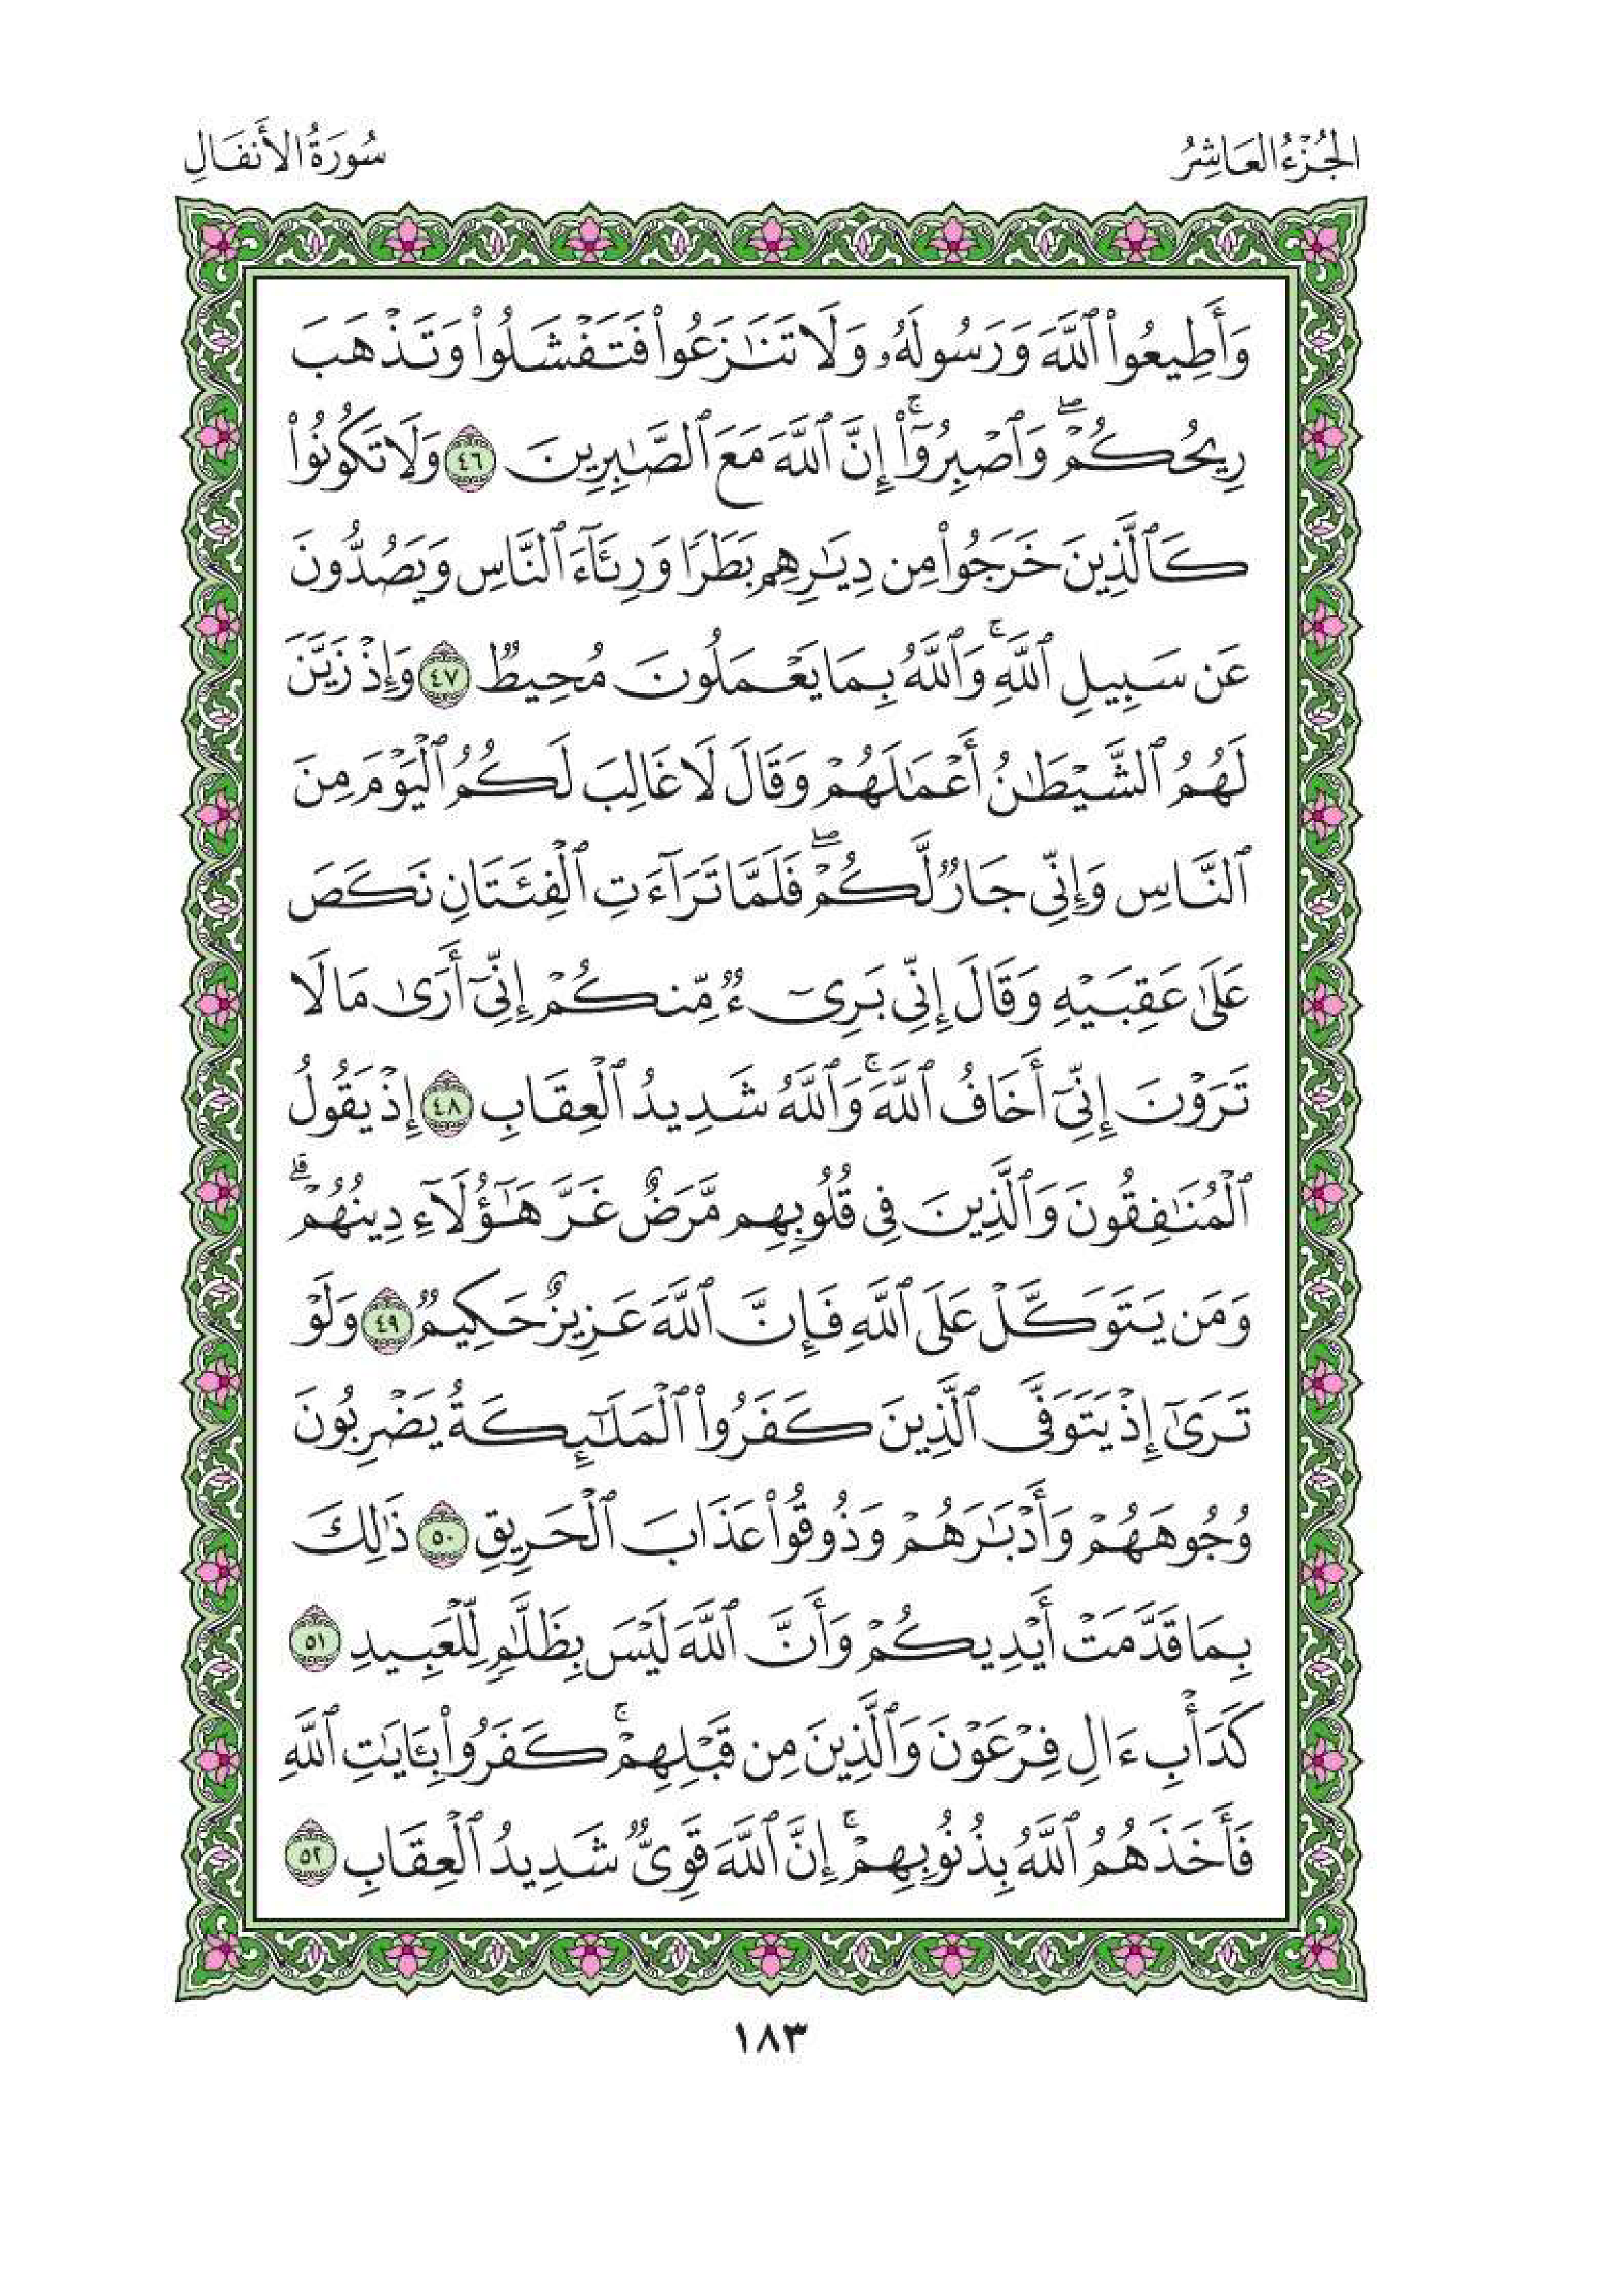 الجُزْءُ العَاشِرُ
سُورَةُ الأَنفَالِ
وَأَطِيعُوا۟ ٱللَّهَ وَرَسُولَهُۥ وَلَا تَنَـٰزَعُوا۟ فَتَفْشَلُوا۟ وَتَذْهَبَ
رِيحُكُمْ ۖ وَٱصْبِرُوٓا۟ ۚ إِنَّ ٱللَّهَ مَعَ ٱلصَّـٰبِرِينَ ٤٦ وَلَا تَكُونُوا۟
كَٱلَّذِينَ خَرَجُوا۟ مِن دِيَـٰرِهِم بَطَرًا وَرِئَآءَ ٱلنَّاسِ وَيَصُدُّونَ
عَن سَبِيلِ ٱللَّهِ ۚ وَٱللَّهُ بِمَا يَعْمَلُونَ مُحِيطٌ ٤٧ وَإِذْ زَيَّنَ
لَهُمُ ٱلشَّيْطَـٰنُ أَعْمَـٰلَهُمْ وَقَالَ لَا غَالِبَ لَكُمُ ٱلْيَوْمَ مِنَ
ٱلنَّاسِ وَإِنِّى جَارٌ لَّكُمْ ۖ فَلَمَّا تَرَآءَتِ ٱلْفِئَتَانِ نَكَصَ
عَلَىٰ عَقِبَيْهِ وَقَالَ إِنِّى بَرِىٓءٌ مِّنكُمْ إِنِّىٓ أَرَىٰ مَا لَا
تَرَوْنَ إِنِّىٓ أَخَافُ ٱللَّهَ ۚ وَٱللَّهُ شَدِيدُ ٱلْعِقَابِ ٤٨ إِذْ يَقُولُ
ٱلْمُنَـٰفِقُونَ وَٱلَّذِينَ فِى قُلُوبِهِم مَّرَضٌ غَرَّ هَـٰٓؤُلَآءِ دِينُهُمْ ۗ
وَمَن يَتَوَكَّلْ عَلَى ٱللَّهِ فَإِنَّ ٱللَّهَ عَزِيزٌ حَكِيمٌ ٤٩ وَلَوْ
تَرَىٰٓ إِذْ يَتَوَفَّى ٱلَّذِينَ كَفَرُوا۟ ٱلْمَلَـٰٓئِكَةُ يَضْرِبُونَ
وُجُوهَهُمْ وَأَدْبَـٰرَهُمْ وَذُوقُوا۟ عَذَابَ ٱلْحَرِيقِ ٥٠ ذَٰلِكَ
بِمَا قَدَّمَتْ أَيْدِيكُمْ وَأَنَّ ٱللَّهَ لَيْسَ بِظَلَّـٰمٍ لِّلْعَبِيدِ ٥١
كَدَأْبِ ءَالِ فِرْعَوْنَ وَٱلَّذِينَ مِن قَبْلِهِمْ ۚ كَفَرُوا۟ بِـَٔايَـٰتِ ٱللَّهِ
فَأَخَذَهُمُ ٱللَّهُ بِذُنُوبِهِمْ ۚ إِنَّ ٱللَّهَ قَوِىٌّ شَدِيدُ ٱلْعِقَابِ ٥٢
١٨٣